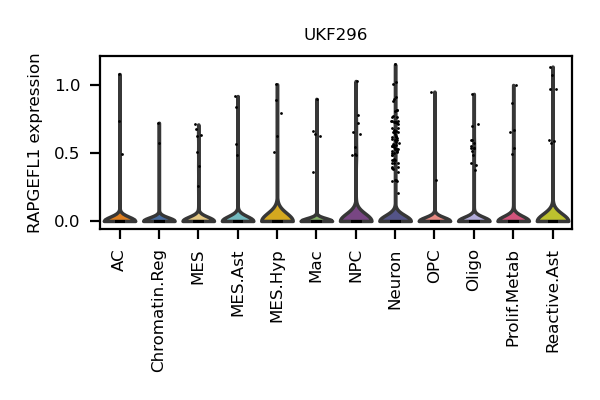 UKF296
RAPGEFL1 expression
1.0
0.5
0.0
AC
Chromatin.Reg
MES
MES.Ast
MES.Hyp
Mac
NPC
Neuron
OPC
Oligo
Prolif.Metab
Reactive.Ast